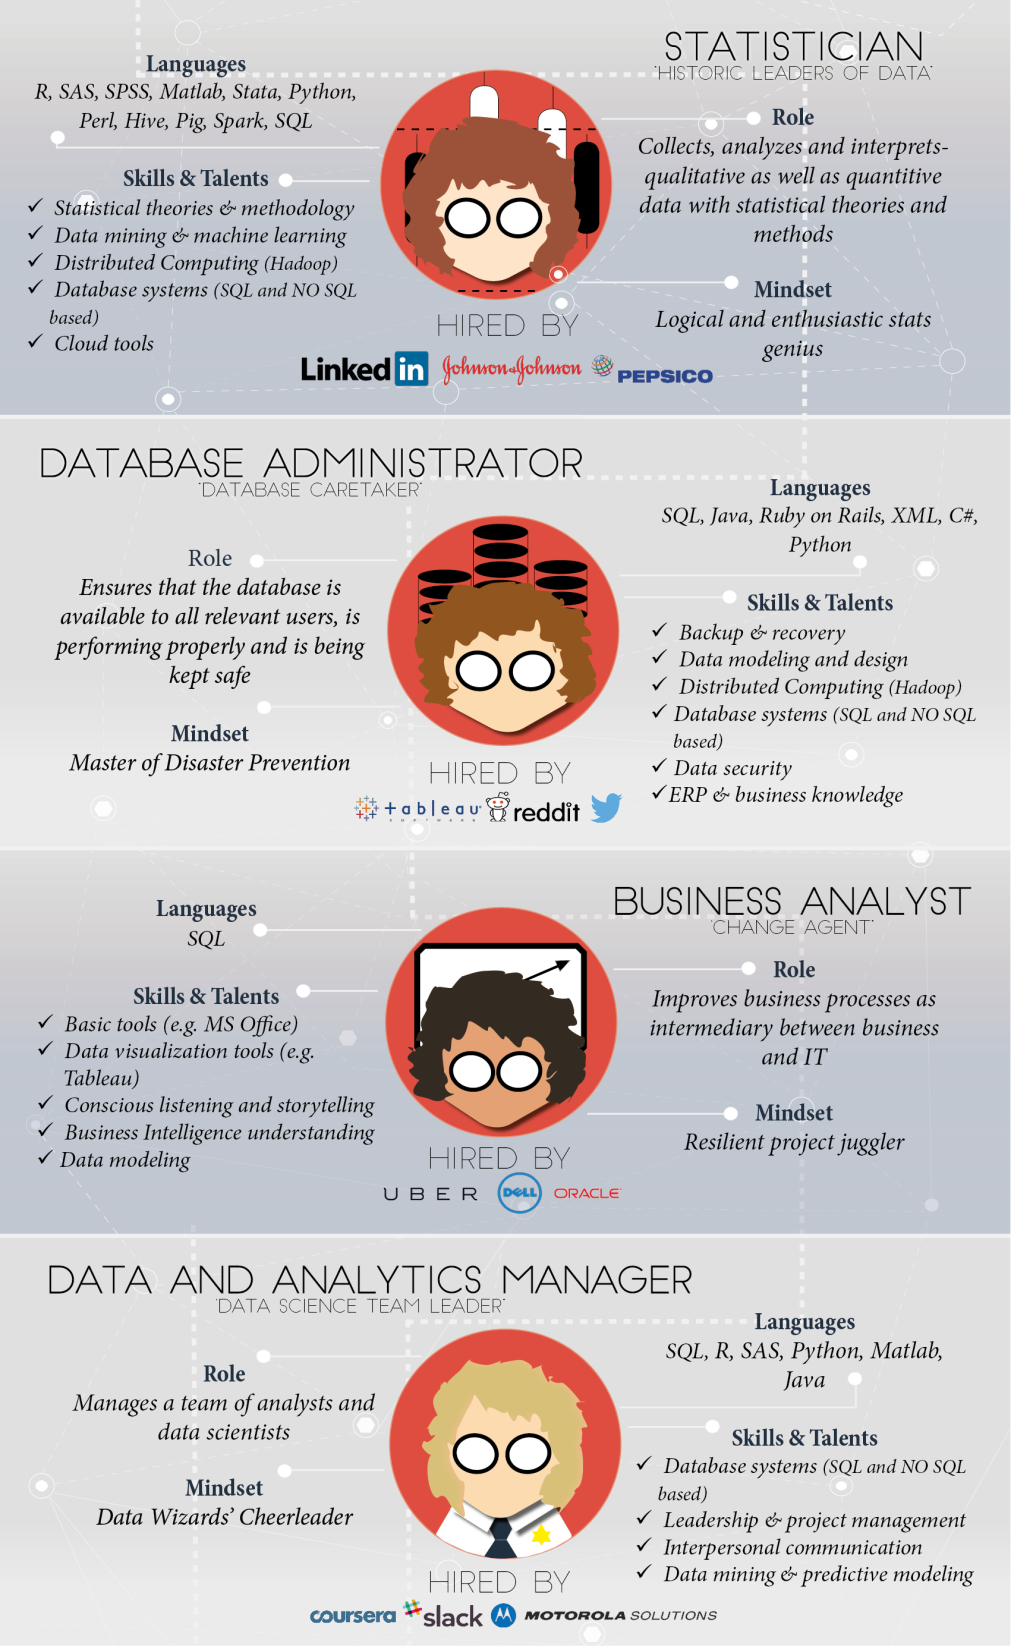 STATISTICIAN
'HISTORIC LEADERS OF DATA'
Languages
R, SAS, SPSS, Matlab, Stata, Python,
Perl, Hive, Pig, Spark, SQL
Skills & Talents
✓ Statistical theories & methodology
✓ Data mining & machine learning
✓ Distributed Computing (Hadoop)
✓ Database systems (SQL and NO SQL
based)
✓ Cloud tools
Role
Collects, analyzes and interprets-
qualitative as well as quantitive
data with statistical theories and
methods
Mindset
Logical and enthusiastic stats
genius
HIRED BY
Linked in Johnson & Johnson PEPSICO
DATABASE ADMINISTRATOR
'DATABASE CARETAKER'
Role
Ensures that the database is
available to all relevant users, is
performing properly and is being
kept safe
Mindset
Master of Disaster Prevention
Languages
SQL, Java, Ruby on Rails, XML, C#,
Python
Skills & Talents
✓ Backup & recovery
✓ Data modeling and design
✓ Distributed Computing (Hadoop)
✓ Database systems (SQL and NO SQL
based)
✓ Data security
✓ ERP & business knowledge
HIRED BY
+ableau SOFTWARE reddit
BUSINESS ANALYST
'CHANGE AGENT'
Languages
SQL
Skills & Talents
✓ Basic tools (e.g. MS Office)
✓ Data visualization tools (e.g.
Tableau)
✓ Conscious listening and storytelling
✓ Business Intelligence understanding
✓ Data modeling
Role
Improves business processes as
intermediary between business
and IT
Mindset
Resilient project juggler
HIRED BY
UBER DELL ORACLE
DATA AND ANALYTICS MANAGER
'DATA SCIENCE TEAM LEADER'
Role
Manages a team of analysts and
data scientists
Mindset
Data Wizards' Cheerleader
Languages
SQL, R, SAS, Python, Matlab,
Java
Skills & Talents
✓ Database systems (SQL and NO SQL
based)
✓ Leadership & project management
✓ Interpersonal communication
✓ Data mining & predictive modeling
HIRED BY
coursera slack MOTOROLA SOLUTIONS